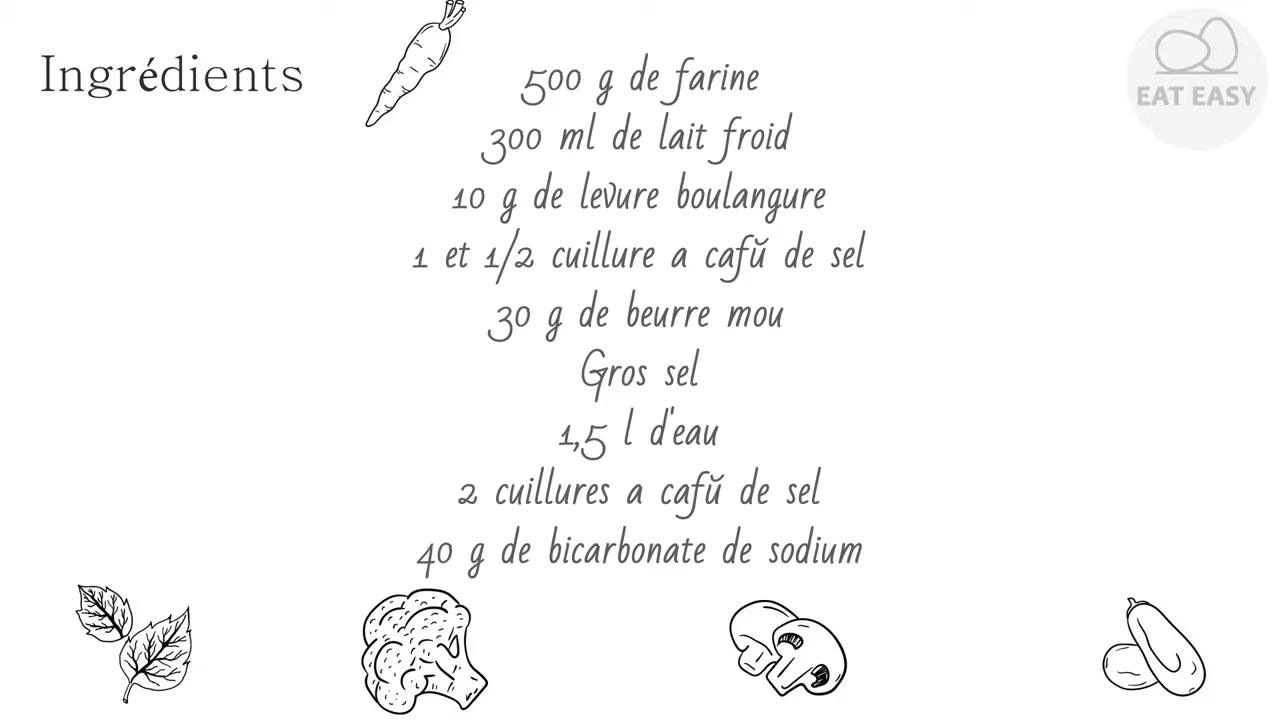 Ingrédients
EAT EASY
500 g de farine
300 ml de lait froid
10 g de levure boulangure
1 et 1/2 cuillure a cafŭ de sel
30 g de beurre mou
Gros sel
1,5 l d'eau
2 cuillures a cafŭ de sel
40 g de bicarbonate de sodium